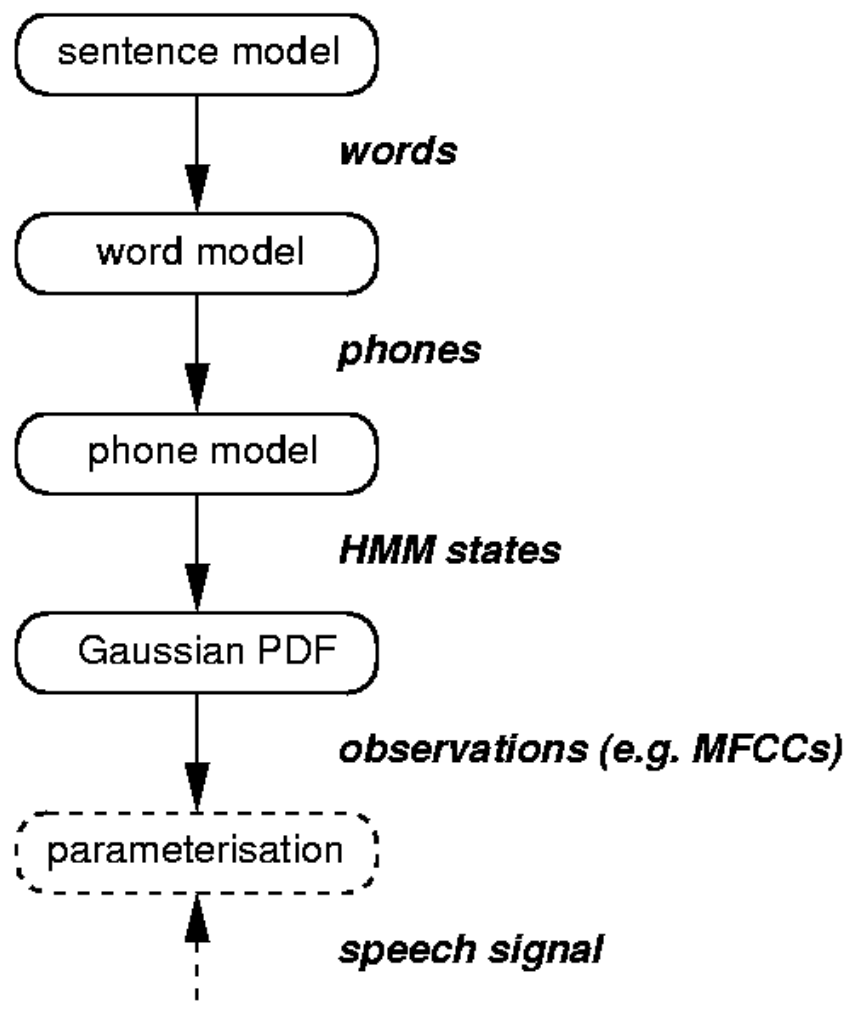 sentence model
words
word model
phones
phone model
HMM states
Gaussian PDF
observations (e.g. MFCCs)
parameterisation
speech signal